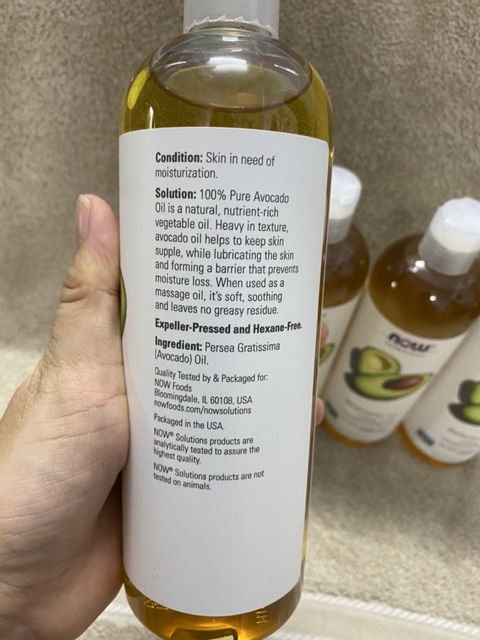 Condition: Skin in need of
moisturization.
Solution: 100% Pure Avocado
Oil is a natural, nutrient-rich
vegetable oil. Heavy in texture,
avocado oil helps to keep skin
supple, while lubricating the skin
and forming a barrier that prevents
moisture loss. When used as a
massage oil, it's soft, soothing
and leaves no greasy residue.
Expeller-Pressed and Hexane-Free.
Ingredient: Persea Gratissima
(Avocado) Oil.
Quality Tested by & Packaged for:
NOW Foods
Bloomingdale, IL 60108, USA
nowfoods.com/nowsolutions
Packaged in the USA.
NOW® Solutions products are
analytically tested to assure the
highest quality.
NOW® Solutions products are not
tested on animals.
NOW